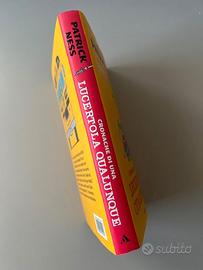 PATRICK
NESS
CRONACHE DI UNA
LUCERTOLA QUALUNQUE
subito